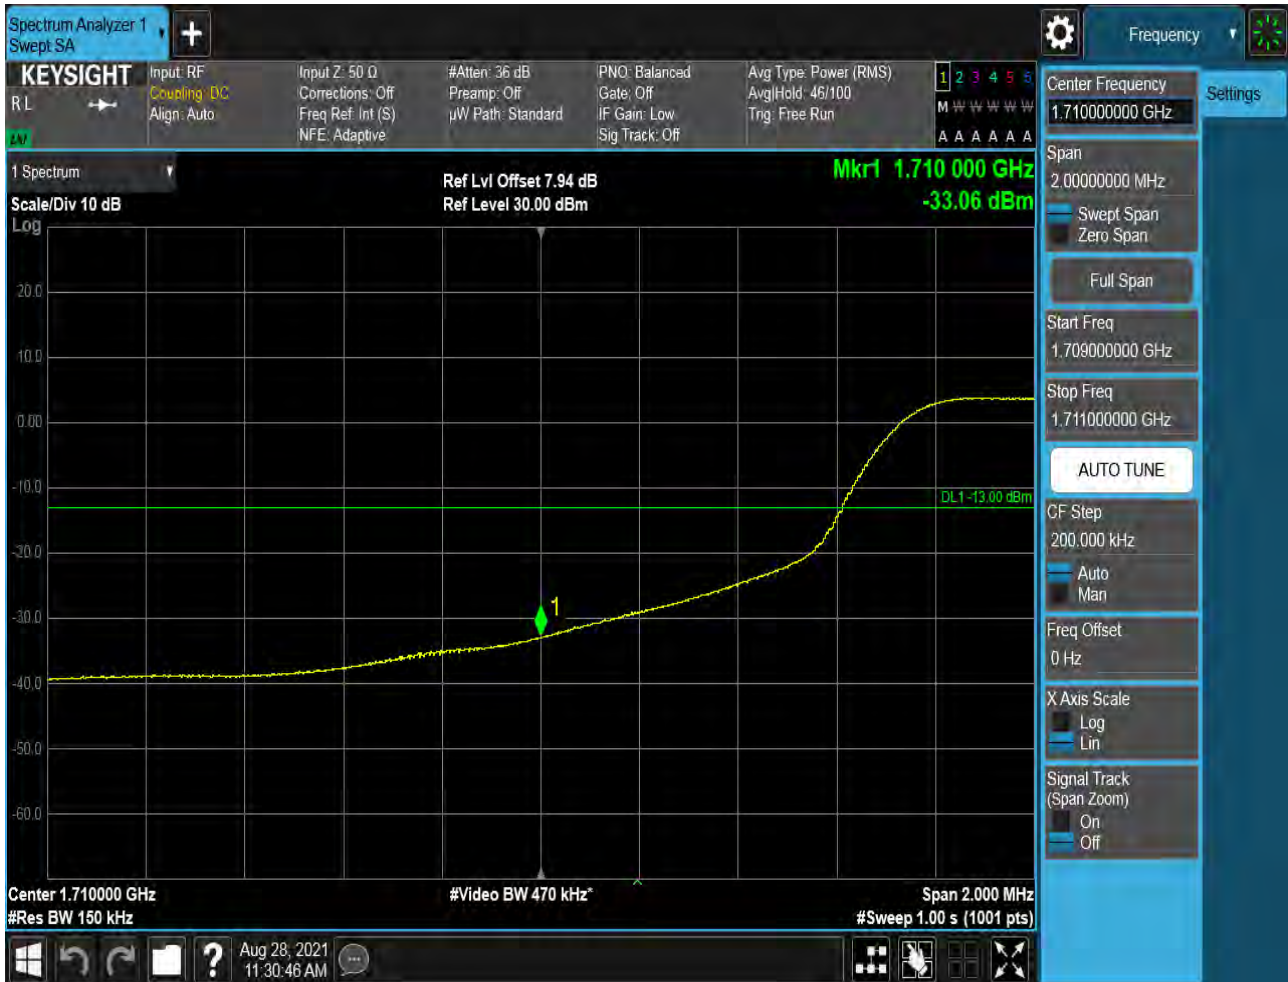 Spectrum Analyzer 1
Swept SA
+
Frequency
KEYSIGHT
R L
LXI
Input: RF
Coupling: DC
Align: Auto
Input Z: 50 Ω
Corrections: Off
Freq Ref: Int (S)
NFE: Adaptive
#Atten: 36 dB
Preamp: Off
µW Path: Standard
PNO: Balanced
Gate: Off
IF Gain: Low
Sig Track: Off
Avg Type: Power (RMS)
Avg|Hold: 46/100
Trig: Free Run
1 2 3 4 5 6
M W W W W W
A A A A A A
1 Spectrum
Scale/Div 10 dB
Log
Ref Lvl Offset 7.94 dB
Ref Level 30.00 dBm
Mkr1 1.710 000 GHz
-33.06 dBm
20.0
10.0
0.00
-10.0
-20.0
-30.0
-40.0
-50.0
-60.0
DL1 -13.00 dBm
1
Center 1.710000 GHz
#Res BW 150 kHz
#Video BW 470 kHz*
Span 2.000 MHz
#Sweep 1.00 s (1001 pts)
Center Frequency
1.710000000 GHz
Settings
Span
2.00000000 MHz
Swept Span
Zero Span
Full Span
Start Freq
1.709000000 GHz
Stop Freq
1.711000000 GHz
AUTO TUNE
CF Step
200.000 kHz
Auto
Man
Freq Offset
0 Hz
X Axis Scale
Log
Lin
Signal Track
(Span Zoom)
On
Off
?
Aug 28, 2021
11:30:46 AM